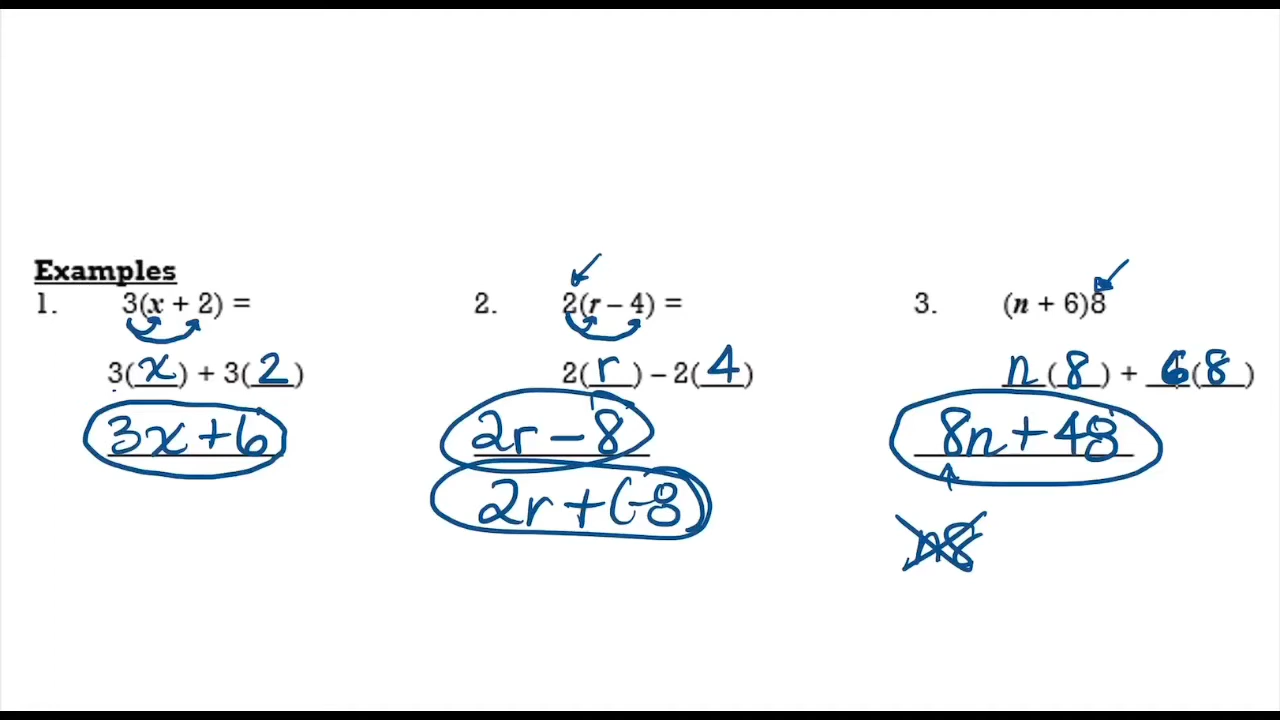 Examples
1. 3(x + 2) =
3(x) + 3(2)
3x + 6
2. 2(r – 4) =
2(r) – 2(4)
2r – 8
2r + (-8)
3. (n + 6)8
n(8) + 6(8)
8n + 48
n8